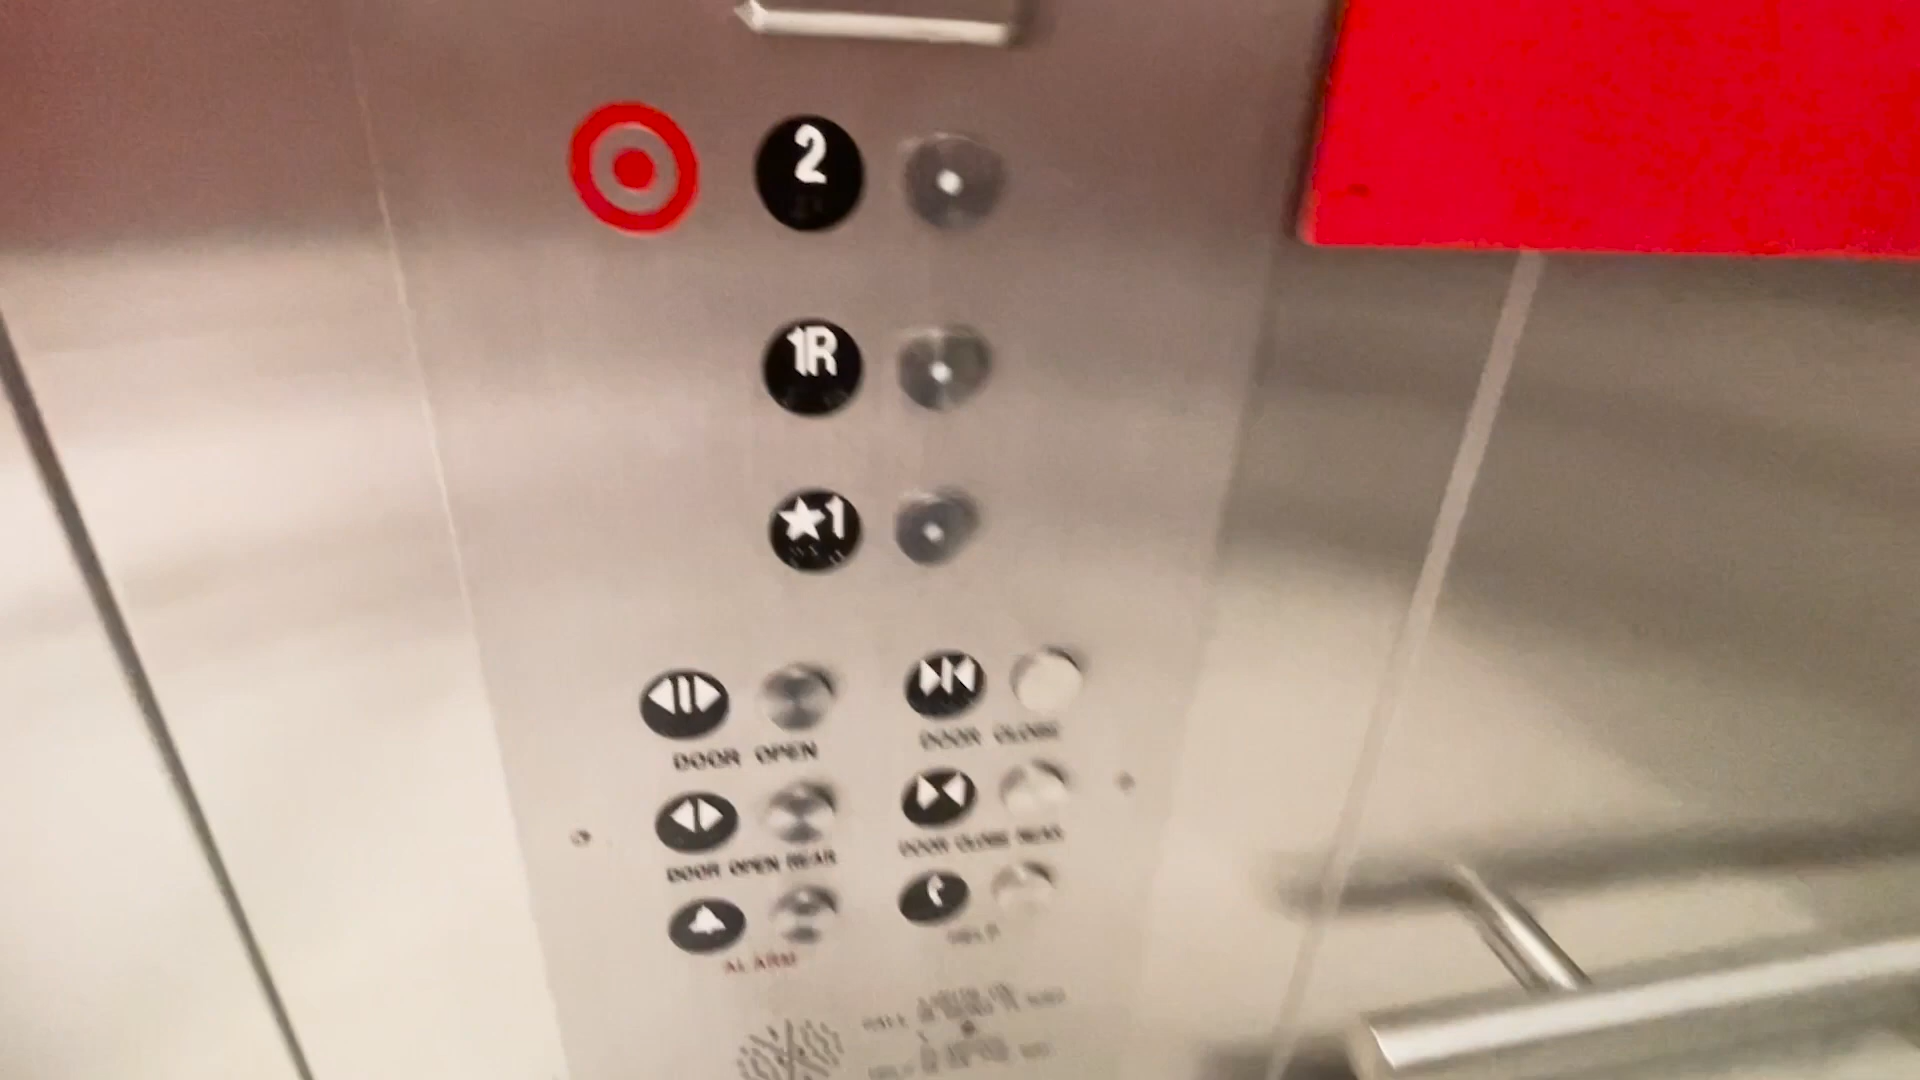 2
1R
★1
DOOR OPEN
DOOR CLOSE
DOOR OPEN REAR
DOOR CLOSE REAR
ALARM
HELP